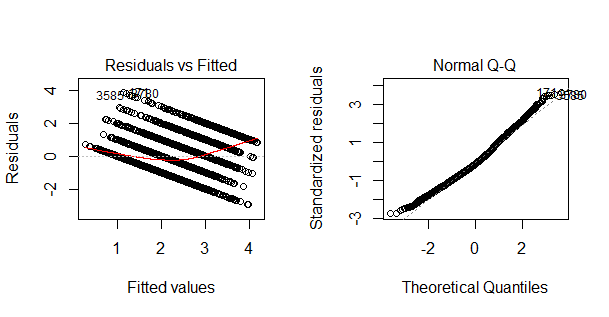 Residuals vs Fitted
Residuals
4
2
0
-2
3585
1 2 3 4
Fitted values
Normal Q-Q
Standardized residuals
3
1
-1
-3
-2 0 2
Theoretical Quantiles